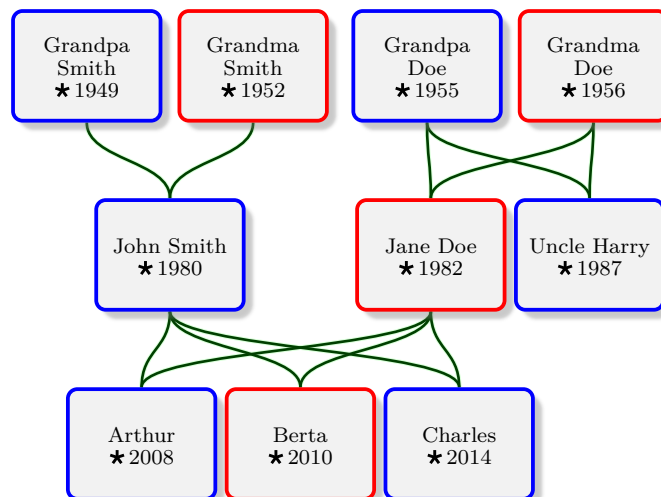 Grandpa
Smith
★1949
Grandma
Smith
★1952
Grandpa
Doe
★1955
Grandma
Doe
★1956
John Smith
★1980
Jane Doe
★1982
Uncle Harry
★1987
Arthur
★2008
Berta
★2010
Charles
★2014